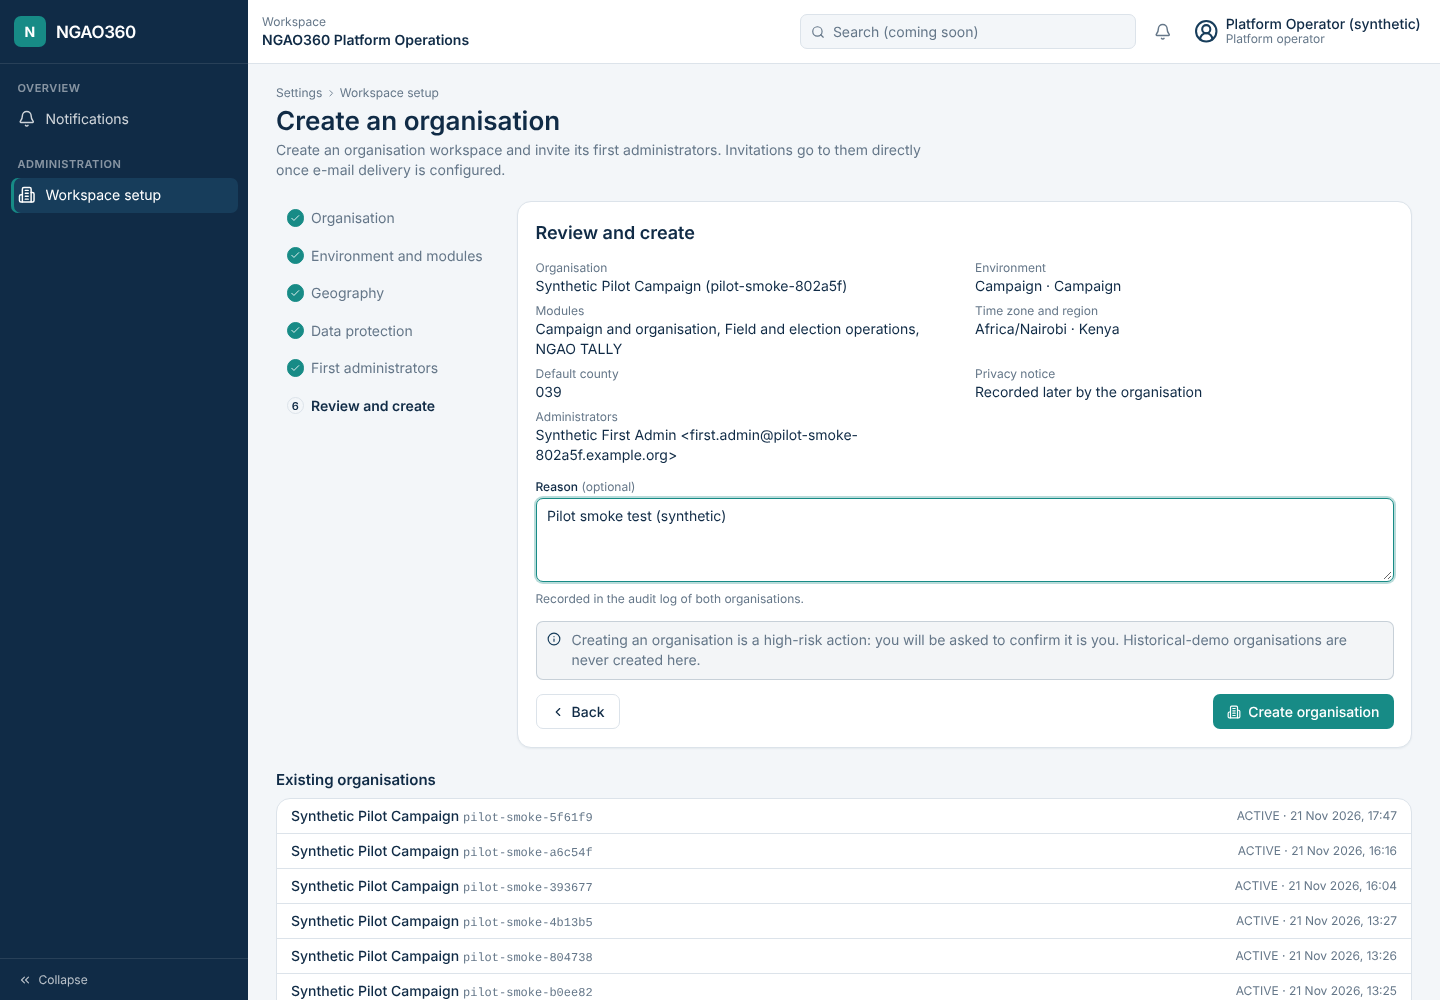 N NGAO360
OVERVIEW
Notifications
ADMINISTRATION
Workspace setup
Collapse
Workspace
NGAO360 Platform Operations
Search (coming soon)
Platform Operator (synthetic)
Platform operator
Settings › Workspace setup
Create an organisation
Create an organisation workspace and invite its first administrators. Invitations go to them directly
once e-mail delivery is configured.
Organisation
Environment and modules
Geography
Data protection
First administrators
6 Review and create
Review and create
Organisation
Synthetic Pilot Campaign (pilot-smoke-802a5f)
Environment
Campaign · Campaign
Modules
Campaign and organisation, Field and election operations,
NGAO TALLY
Time zone and region
Africa/Nairobi · Kenya
Default county
039
Privacy notice
Recorded later by the organisation
Administrators
Synthetic First Admin <first.admin@pilot-smoke-
802a5f.example.org>
Reason (optional)
Pilot smoke test (synthetic)
Recorded in the audit log of both organisations.
Creating an organisation is a high-risk action: you will be asked to confirm it is you. Historical-demo organisations are
never created here.
Back
Create organisation
Existing organisations
Synthetic Pilot Campaign pilot-smoke-5f61f9 ACTIVE · 21 Nov 2026, 17:47
Synthetic Pilot Campaign pilot-smoke-a6c54f ACTIVE · 21 Nov 2026, 16:16
Synthetic Pilot Campaign pilot-smoke-393677 ACTIVE · 21 Nov 2026, 16:04
Synthetic Pilot Campaign pilot-smoke-4b13b5 ACTIVE · 21 Nov 2026, 13:27
Synthetic Pilot Campaign pilot-smoke-804738 ACTIVE · 21 Nov 2026, 13:26
Synthetic Pilot Campaign pilot-smoke-b0ee82 ACTIVE · 21 Nov 2026, 13:25